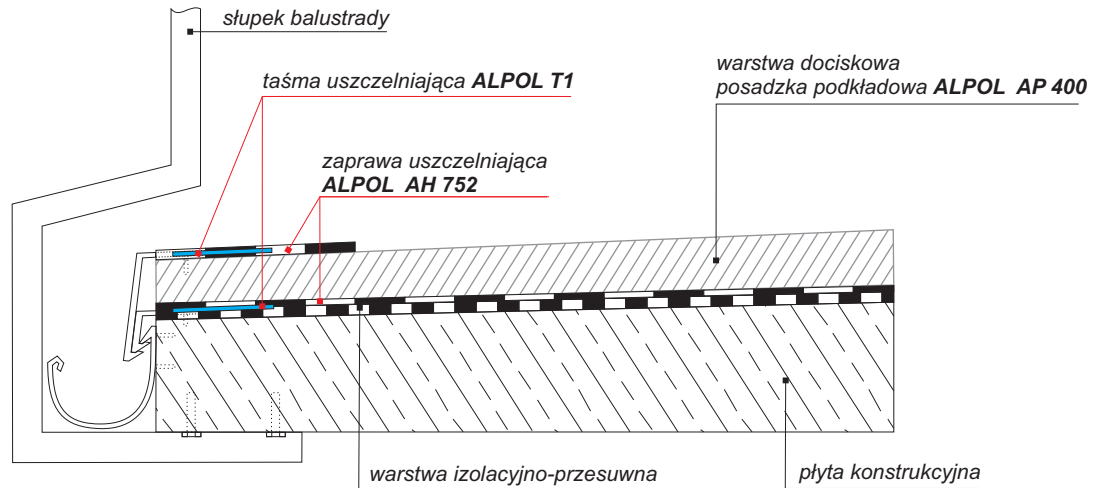 słupek balustrady
taśma uszczelniająca ALPOL T1
warstwa dociskowa
posadzka podkładowa ALPOL AP 400
zaprawa uszczelniająca
ALPOL AH 752
warstwa izolacyjno-przesuwna
płyta konstrukcyjna